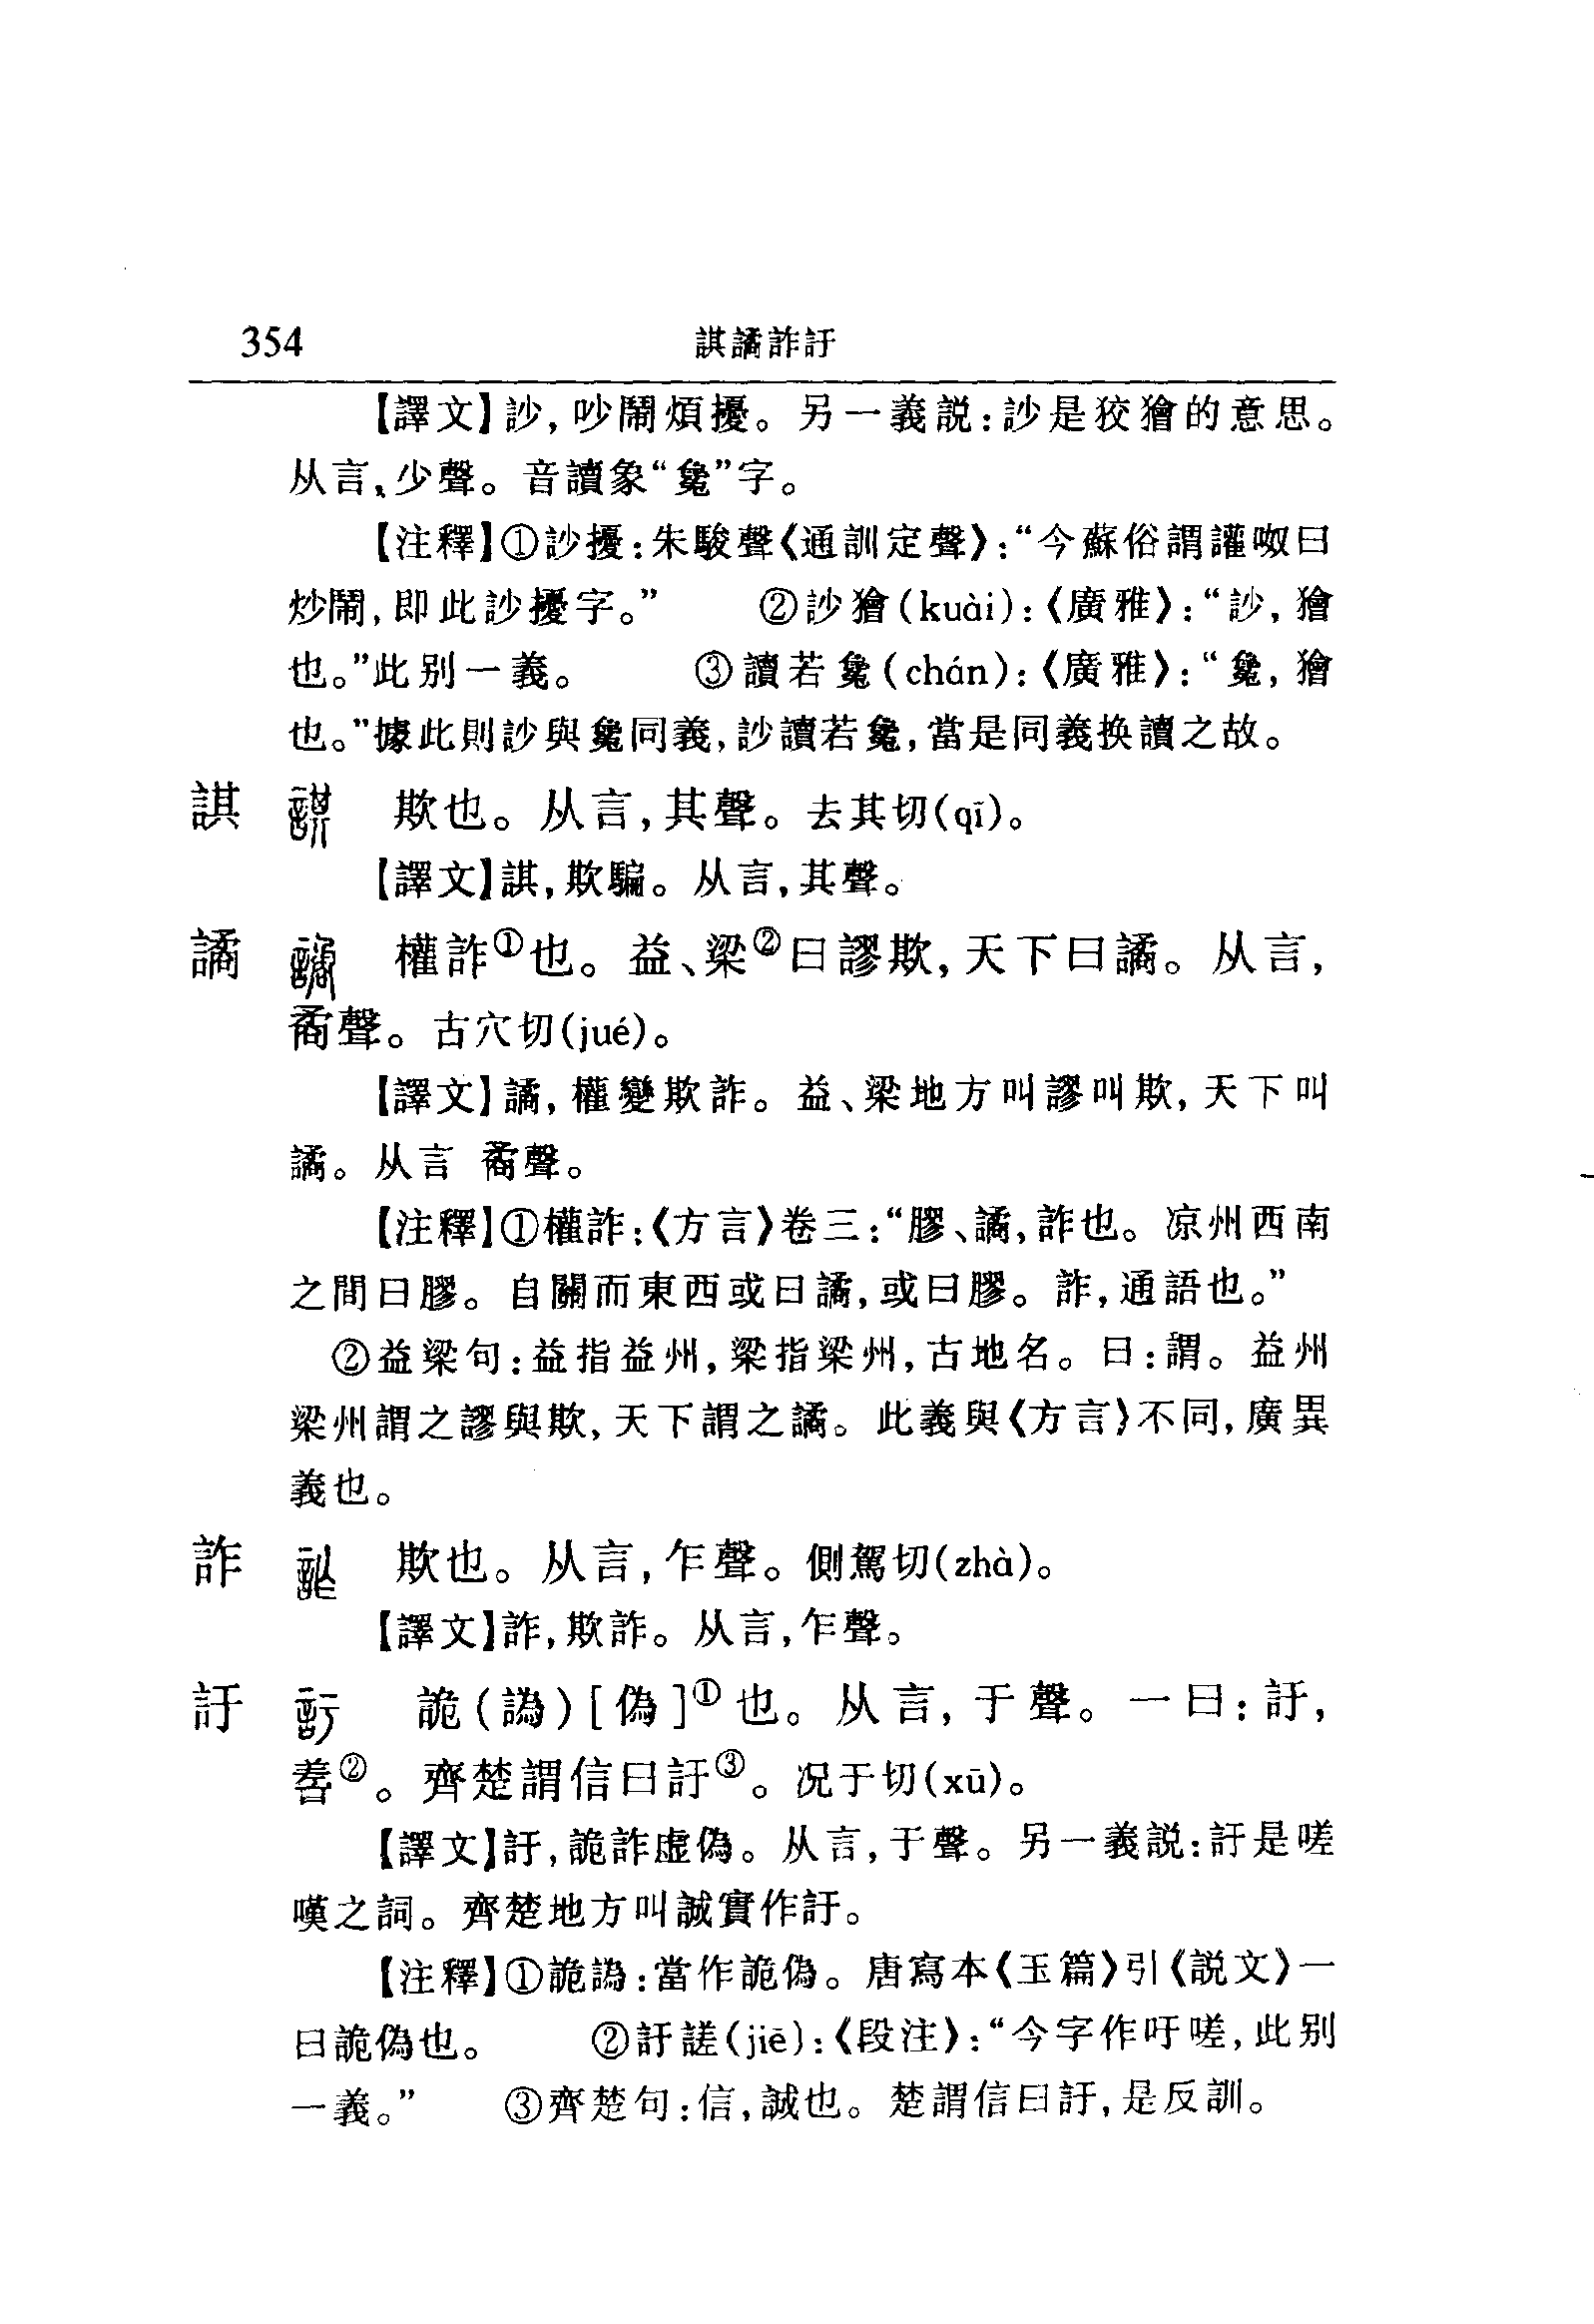 354
諆譎詐訏
【譯文】訬，吵鬧煩擾。另一義説：訬是狡獪的意思。
从言，少聲。音讀象“毚”字。
【注釋】①訬擾：朱駿聲《通訓定聲》：“今蘇俗謂讙呶曰
炒鬧，即此訬擾字。” ②訬獪（kuài）：《廣雅》：“訬，獪
也。”此别一義。 ③讀若毚（chán）：《廣雅》：“毚，獪
也。”據此則訬與毚同義，訬讀若毚，當是同義换讀之故。
諆 欺也。从言，其聲。去其切（qī）。
【譯文】諆，欺騙。从言，其聲。
譎 權詐①也。益、梁②曰謬欺，天下曰譎。从言，
矞聲。古穴切（jué）。
【譯文】譎，權變欺詐。益、梁地方叫謬叫欺，天下叫
譎。从言 矞聲。
【注釋】①權詐：《方言》卷三：“膠、譎，詐也。凉州西南
之間曰膠。自關而東西或曰譎，或曰膠。詐，通語也。”
②益梁句：益指益州，梁指梁州，古地名。曰：謂。益州
梁州謂之謬與欺，天下謂之譎。此義與《方言》不同，廣異
義也。
詐 欺也。从言，乍聲。側駕切（zhà）。
【譯文】詐，欺詐。从言，乍聲。
訏 詭（譌）[偽]①也。从言，于聲。一曰：訏，
𧪘②。齊楚謂信曰訏③。况于切（xū）。
【譯文】訏，詭詐虚偽。从言，于聲。另一義説：訏是嗟
嘆之詞。齊楚地方叫誠實作訏。
【注釋】①詭譌：當作詭偽。唐寫本《玉篇》引《説文》一
曰詭偽也。 ②訏謯（jiē）：《段注》：“今字作吁嗟，此别
一義。” ③齊楚句：信，誠也。楚謂信曰訏，是反訓。